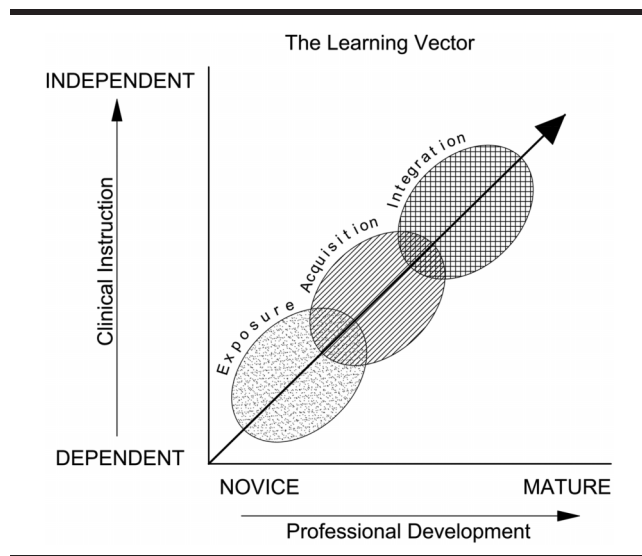 The Learning Vector
INDEPENDENT
Clinical Instruction
Integration
Acquisition
Exposure
DEPENDENT
NOVICE
MATURE
Professional Development